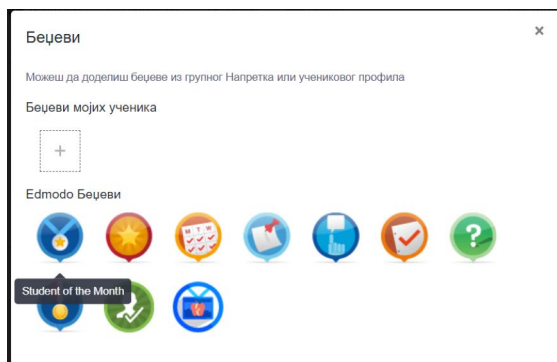 Беџеви
×
Можеш да доделиш беџеве из групног Напретка или учениковог профила
Беџеви мојих ученика
+
Edmodo Беџеви
M T W
?
Student of the Month